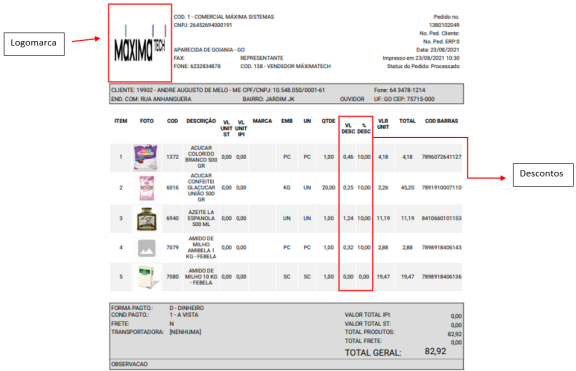 Logomarca
MÁXIMA TECH
COD. 1 - COMERCIAL MÁXIMA SISTEMAS
CNPJ: 26452694000191
APARECIDA DE GOIANIA - GO
FAX: REPRESENTANTE
FONE: 6232834878 COD. 138 - VENDEDOR MÁXIMATECH
Pedido no.
1380102049
No. Ped. Cliente:
No. Ped. ERP:0
Data: 23/08/2021
Impresso em 23/08/2021 10:30
Status do Pedido: Processado
CLIENTE: 19902 - ANDRE AUGUSTO DE MELO - ME CPF/CNPJ: 10.548.050/0001-61 Fone: 64 3478-1214
END. COM: RUA ANHANGUERA BAIRRO: JARDIM JK OUVIDOR UF: GO CEP: 75715-000
ITEM FOTO COD DESCRIÇÃO VL UNIT ST VL UNIT IPI MARCA EMB UN QTDE VL DESC % DESC VLR UNIT TOTAL COD BARRAS
1 1372 ACUCAR COLORIDO BRANCO 500 GR 0,00 0,00 PC PC 1,00 0,46 10,00 4,18 4,18 7896072641127
2 6016 ACUCAR CONFEITEI GLACUCAR UNIÃO 500 GR 0,00 0,00 KG UN 20,00 0,25 10,00 2,26 45,20 7891910007110
3 6940 AZEITE LA ESPANOLA 500 ML 0,00 0,00 UN UN 1,00 1,24 10,00 11,19 11,19 8410660101153
4 7079 AMIDO DE MILHO AMIBELA 1 KG - FEBELA 0,00 0,00 PC PC 1,00 0,32 10,00 2,88 2,88 7898918406143
5 7080 AMIDO DE MILHO 10 KG - FEBELA 0,00 0,00 SC SC 1,00 0,00 0,00 19,47 19,47 7898918406136
Descontos
FORMA PAGTO.: D - DINHEIRO
COND.PAGTO.: 1 - A VISTA
FRETE: N
TRANSPORTADORA: [NENHUMA]
VALOR TOTAL IPI: 0,00
VALOR TOTAL ST: 0,00
TOTAL PRODUTOS: 82,92
TOTAL FRETE: 0,00
TOTAL GERAL: 82,92
OBSERVACAO